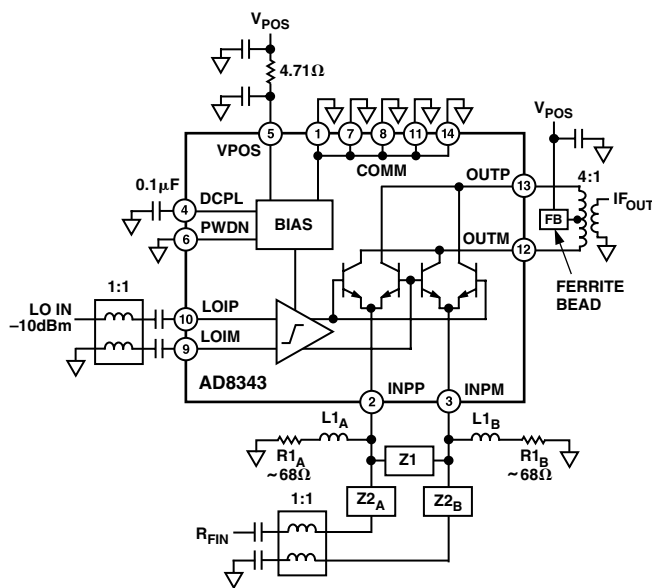 VPOS
4.71Ω
5
1
7
8
11
14
VPOS
VPOS
COMM
OUTP
13
4:1
0.1µF
4
DCPL
BIAS
FB
IFOUT
6
PWDN
OUTM
12
FERRITE
BEAD
1:1
LO IN
–10dBm
10
LOIP
9
LOIM
AD8343
INPP
INPM
2
3
L1A
L1B
R1A
~68Ω
Z1
R1B
~68Ω
1:1
Z2A
Z2B
RFIN